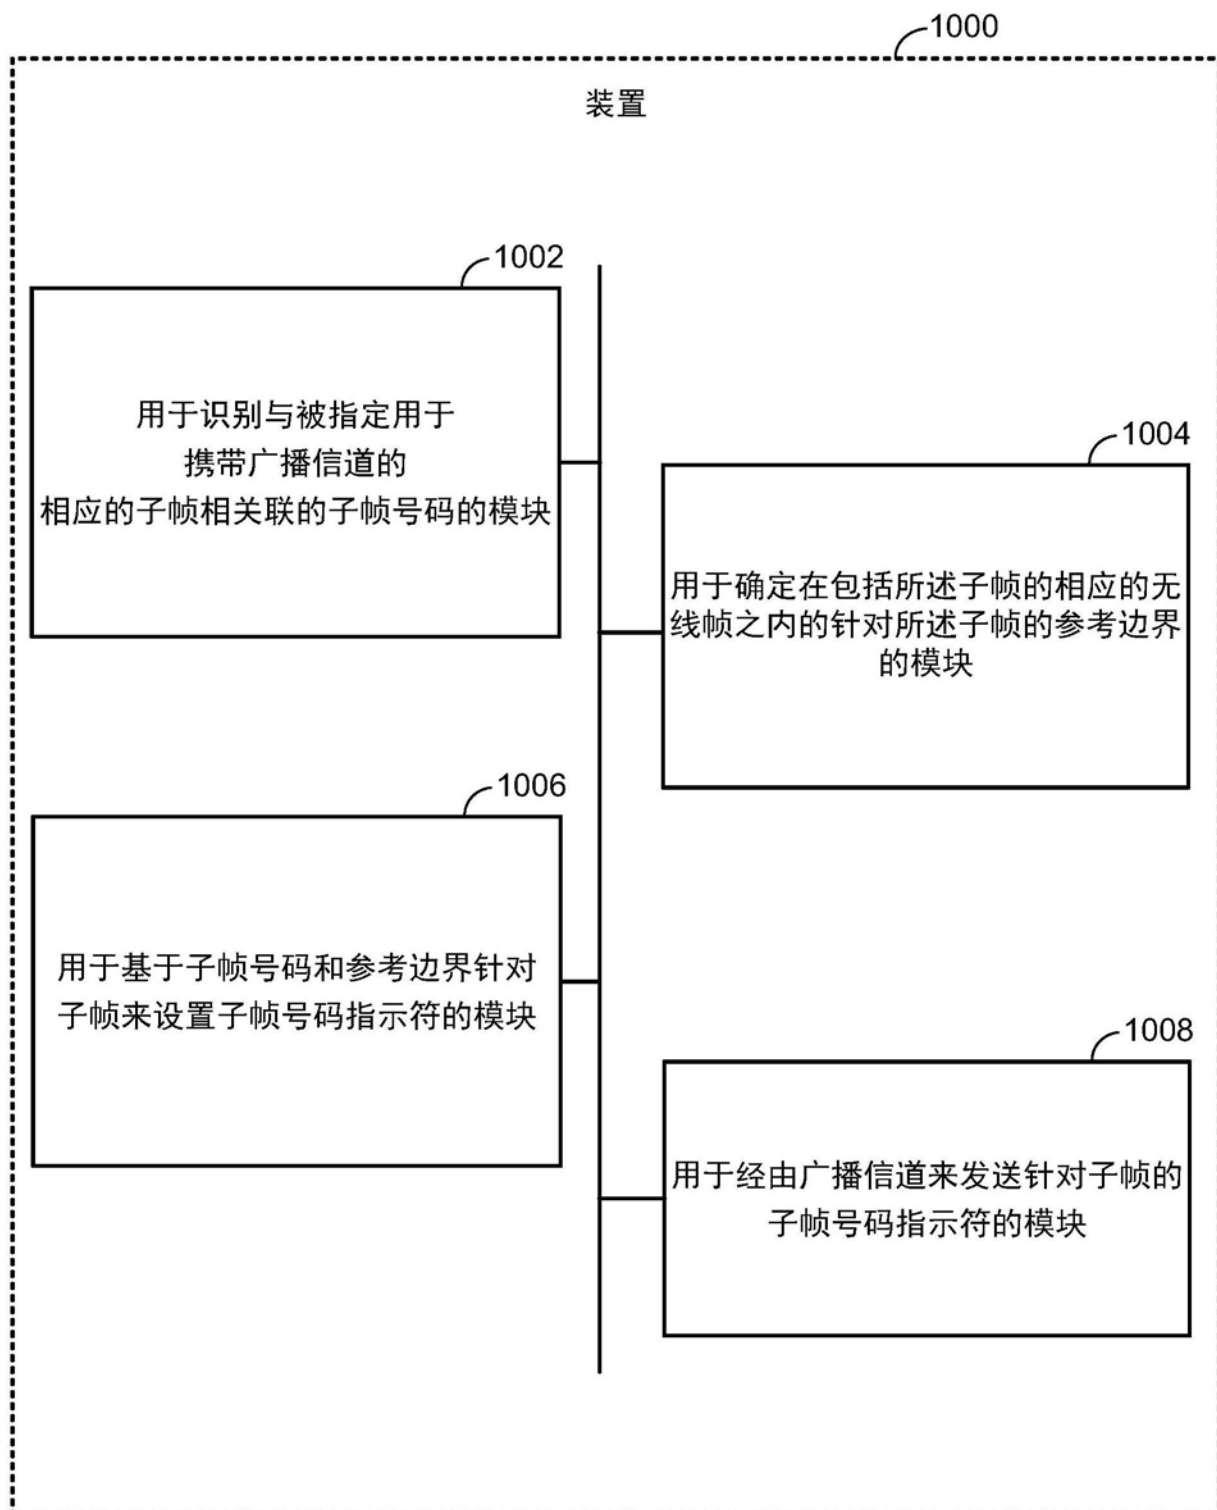 1000
装置
1002
用于识别与被指定用于
携带广播信道的
相应的子帧相关联的子帧号码的模块
1004
用于确定在包括所述子帧的相应的无
线帧之内的针对所述子帧的参考边界
的模块
1006
用于基于子帧号码和参考边界针对
子帧来设置子帧号码指示符的模块
1008
用于经由广播信道来发送针对子帧的
子帧号码指示符的模块